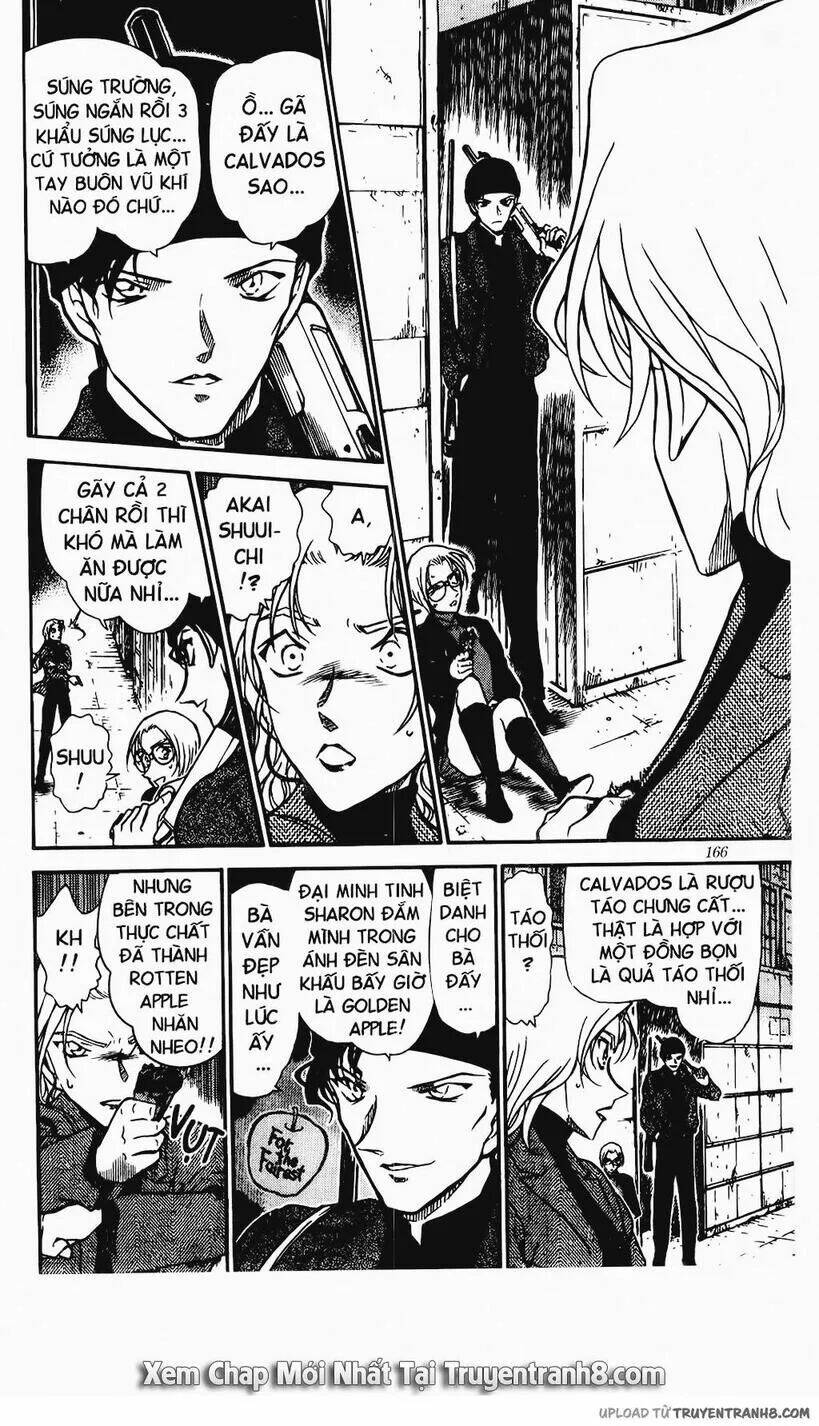 Ồ... GÃ
ĐẤY LÀ
CALVADOS
SAO...
SÚNG TRƯỜNG,
SÚNG NGẮN RỒI 3
KHẨU SÚNG LỤC...
CỨ TƯỞNG LÀ MỘT
TAY BUÔN VŨ KHÍ
NÀO ĐÓ CHỨ...
A,
AKAI
SHUUI-
CHI
!?
GÃY CẢ 2
CHÂN RỒI THÌ
KHÓ MÀ LÀM
ĂN ĐƯỢC
NỮA NHỈ...
SHUU
!
166
CALVADOS LÀ RƯỢU
TÁO CHƯNG CẤT...
THẬT LÀ HỢP VỚI
MỘT ĐỒNG BỌN
LÀ QUẢ TÁO THỐI
NHỈ...
TÁO
THỐI
?
BIỆT
DANH
CHO
BÀ
ĐẤY
...
ĐẠI MINH TINH
SHARON ĐẮM
MÌNH TRONG
ÁNH ĐÈN SÂN
KHẤU BẤY GIỜ
LÀ GOLDEN
APPLE!
BÀ
VẪN
ĐẸP
NHƯ
LÚC
ẤY
...
For
the
Fairest
NHƯNG
BÊN TRONG
THỰC CHẤT
ĐÃ THÀNH
ROTTEN
APPLE
NHĂN
NHEO!!
KH
!!
VỤT
Xem Chap Mới Nhất Tại Truyentranh8.com
UPLOAD TỪ TRUYENTRANH8.COM